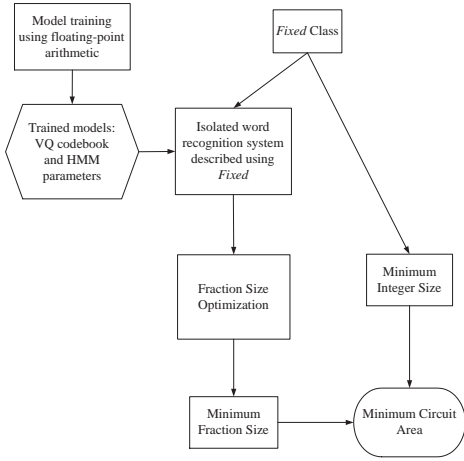 Model training
using floating-point
arithmetic
Fixed Class
Trained models:
VQ codebook
and HMM
parameters
Isolated word
recognition system
described using
Fixed
Fraction Size
Optimization
Minimum
Integer Size
Minimum
Fraction Size
Minimum Circuit
Area